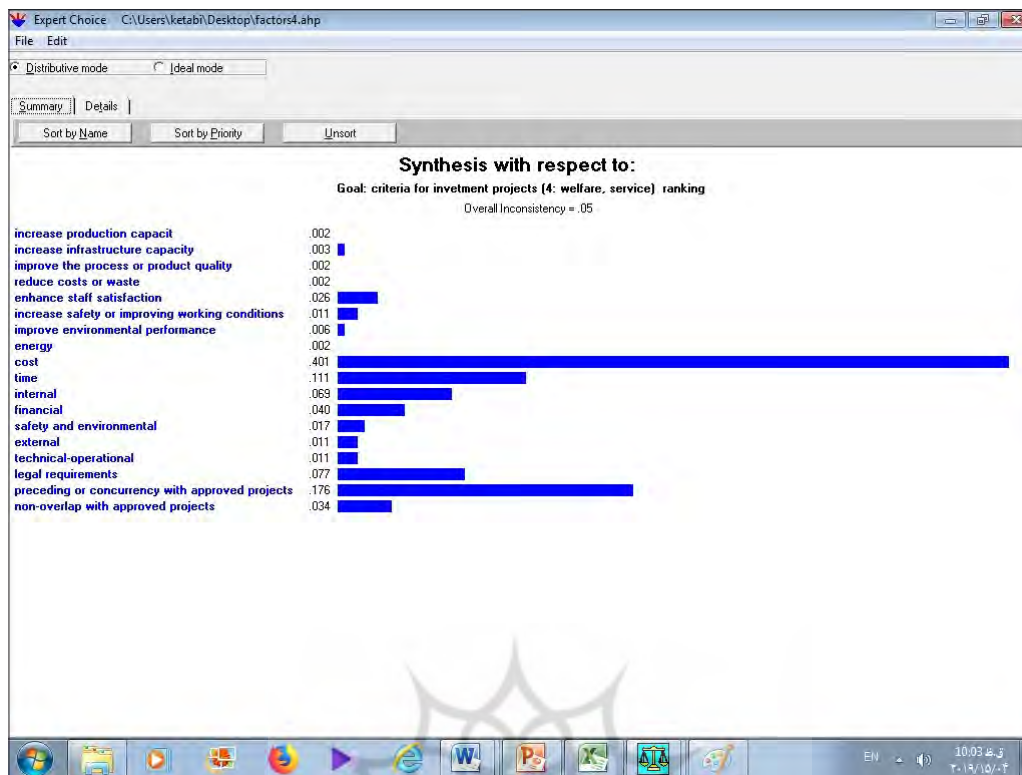 Expert Choice C:\Users\ketabi\Desktop\factors4.ahp
File Edit
Distributive mode Ideal mode
Summary Details
Sort by Name Sort by Priority Unsort
Synthesis with respect to:
Goal: criteria for invetment projects (4: welfare, service) ranking
Overall Inconsistency = .05
increase production capacit .002
increase infrastructure capacity .003
improve the process or product quality .002
reduce costs or waste .002
enhance staff satisfaction .026
increase safety or improving working conditions .011
improve environmental performance .006
energy .002
cost .401
time .111
internal .069
financial .040
safety and environmental .017
external .011
technical-operational .011
legal requirements .077
preceding or concurrency with approved projects .176
non-overlap with approved projects .034
EN 10:03 ق.ظ
۲۰۱۹/۱۵/۰۴